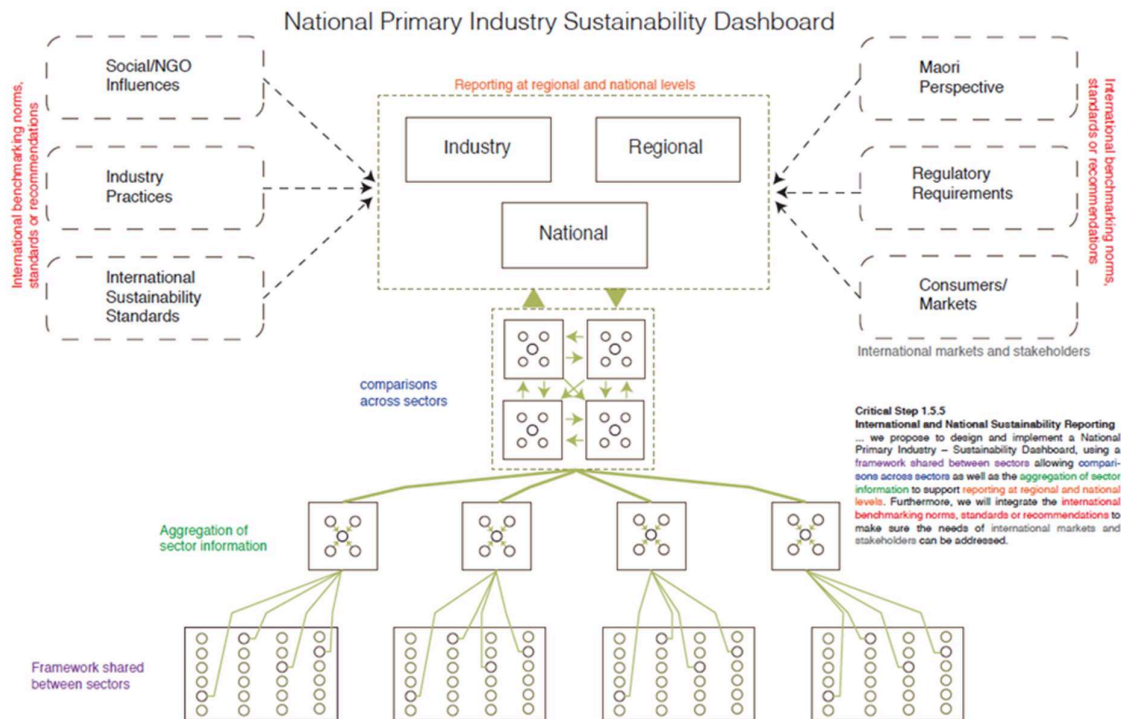 National Primary Industry Sustainability Dashboard
International benchmarking norms,
standards or recommendations
Social/NGO
Influences
Industry
Practices
International
Sustainability
Standards
Reporting at regional and national levels
Industry
Regional
National
Maori
Perspective
Regulatory
Requirements
Consumers/
Markets
International benchmarking norms,
standards or recommendations
International markets and stakeholders
comparisons
across sectors
Critical Step 1.5.5
International and National Sustainability Reporting
... we propose to design and implement a National
Primary Industry – Sustainability Dashboard, using a
framework shared between sectors allowing compari-
sons across sectors as well as the aggregation of sector
information to support reporting at regional and national
levels. Furthermore, we will integrate the international
benchmarking norms, standards or recommendations to
make sure the needs of international markets and
stakeholders can be addressed.
Aggregation of
sector information
Framework shared
between sectors